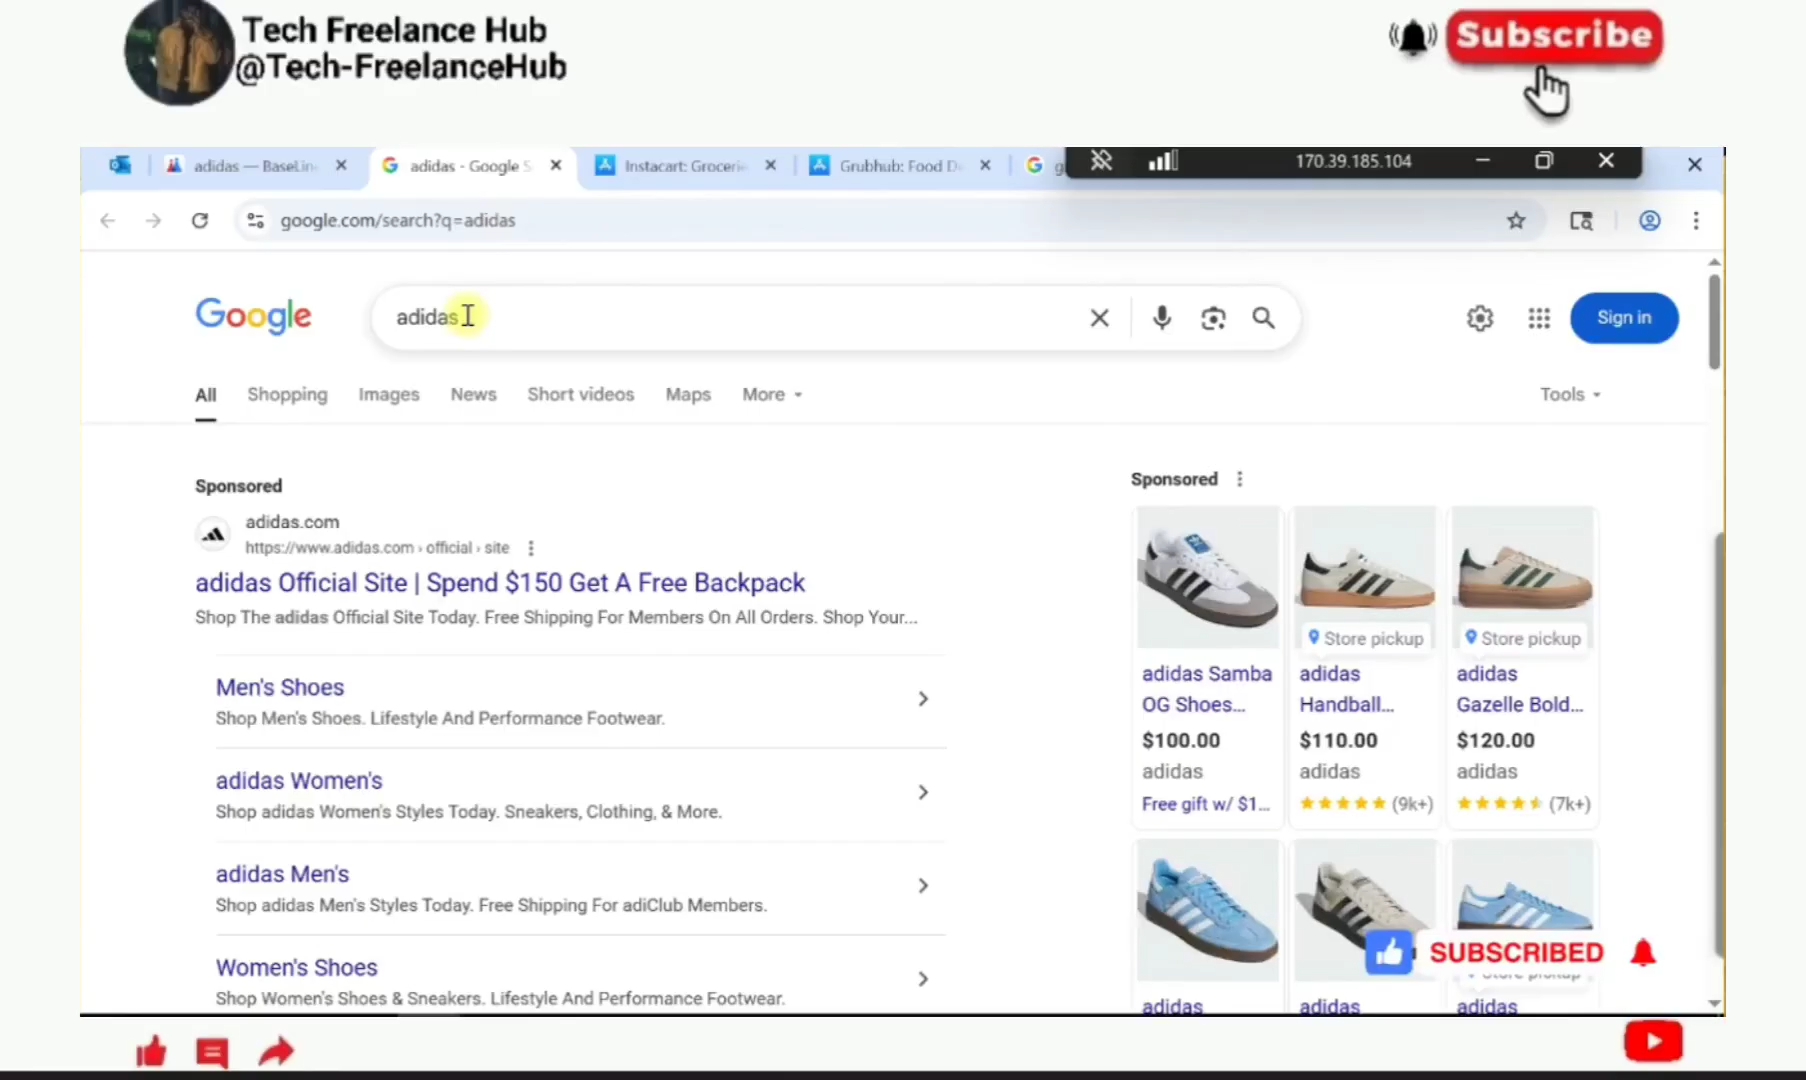 Tech Freelance Hub
@Tech-FreelanceHub
Subscribe
adidas — BaseLin
adidas - Google S
Instacart: Grocerie
Grubhub: Food D
g
170.39.185.104
google.com/search?q=adidas
Google
adidas
Sign in
All
Shopping
Images
News
Short videos
Maps
More
Tools
Sponsored
adidas.com
https://www.adidas.com › official › site
adidas Official Site | Spend $150 Get A Free Backpack
Shop The adidas Official Site Today. Free Shipping For Members On All Orders. Shop Your...
Men's Shoes
Shop Men's Shoes. Lifestyle And Performance Footwear.
adidas Women's
Shop adidas Women's Styles Today. Sneakers, Clothing, & More.
adidas Men's
Shop adidas Men's Styles Today. Free Shipping For adiClub Members.
Women's Shoes
Shop Women's Shoes & Sneakers. Lifestyle And Performance Footwear.
Sponsored
adidas Samba
OG Shoes...
$100.00
adidas
Free gift w/ $1...
Store pickup
adidas
Handball...
$110.00
adidas
(9k+)
Store pickup
adidas
Gazelle Bold...
$120.00
adidas
(7k+)
SUBSCRIBED
adidas
adidas
adidas